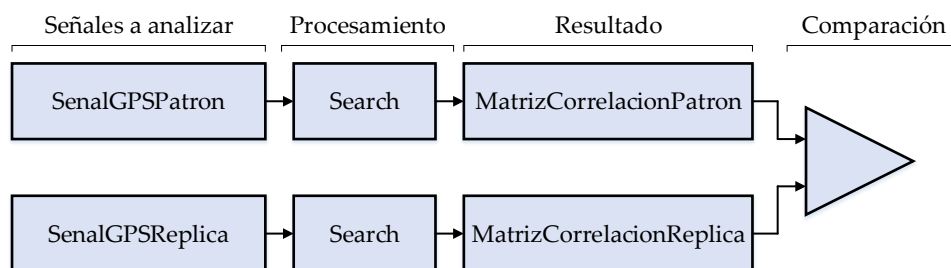 Señales a analizar
Procesamiento
Resultado
Comparación
SenalGPSPatron
Search
MatrizCorrelacionPatron
SenalGPSReplica
Search
MatrizCorrelacionReplica